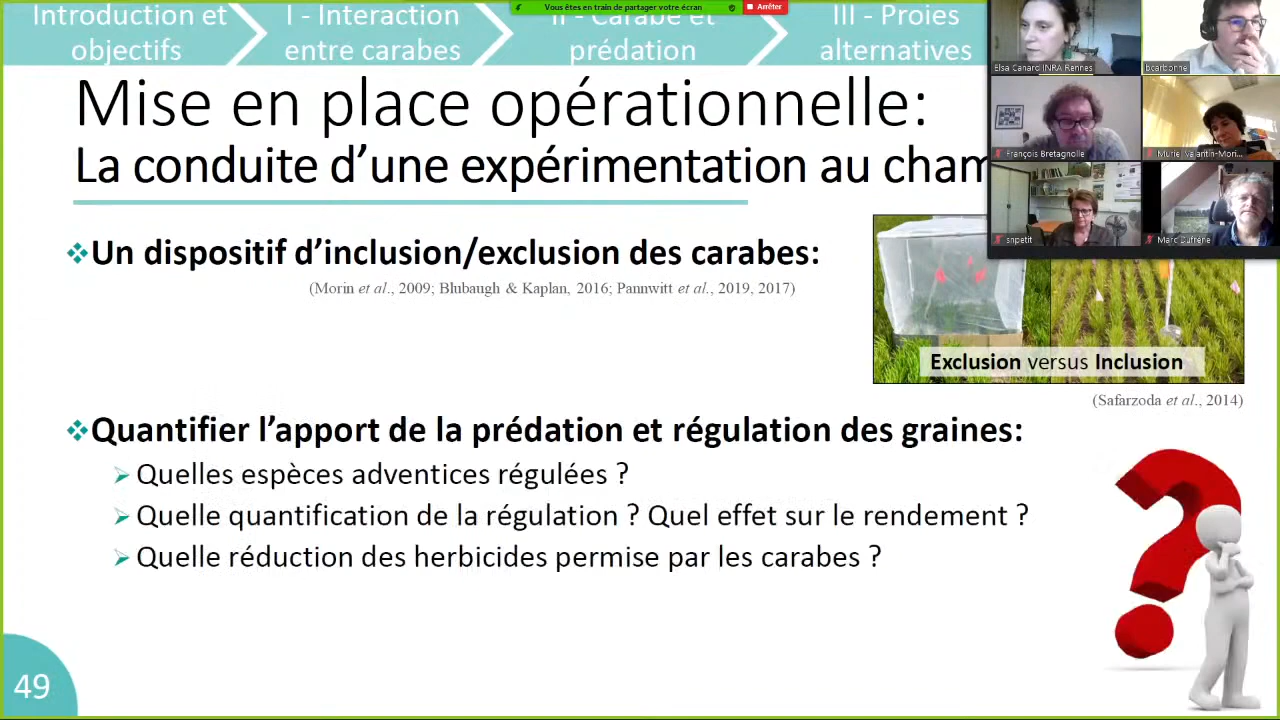 Vous êtes en train de partager votre écran
Arrêter
Introduction et
objectifs
I - Interaction
entre carabes
II - Carabe et
prédation
III - Proies
alternatives
Elsa Canard INRA Rennes
bcarbonne
François Bretagnolle
Muriel Valantin-Mori...
snpetit
Marc Dufrêne
Mise en place opérationnelle:
La conduite d’une expérimentation au cham
Un dispositif d’inclusion/exclusion des carabes:
(Morin et al., 2009; Blubaugh & Kaplan, 2016; Pannwitt et al., 2019, 2017)
Exclusion versus Inclusion
(Safarzoda et al., 2014)
Quantifier l’apport de la prédation et régulation des graines:
Quelles espèces adventices régulées ?
Quelle quantification de la régulation ? Quel effet sur le rendement ?
Quelle réduction des herbicides permise par les carabes ?
49